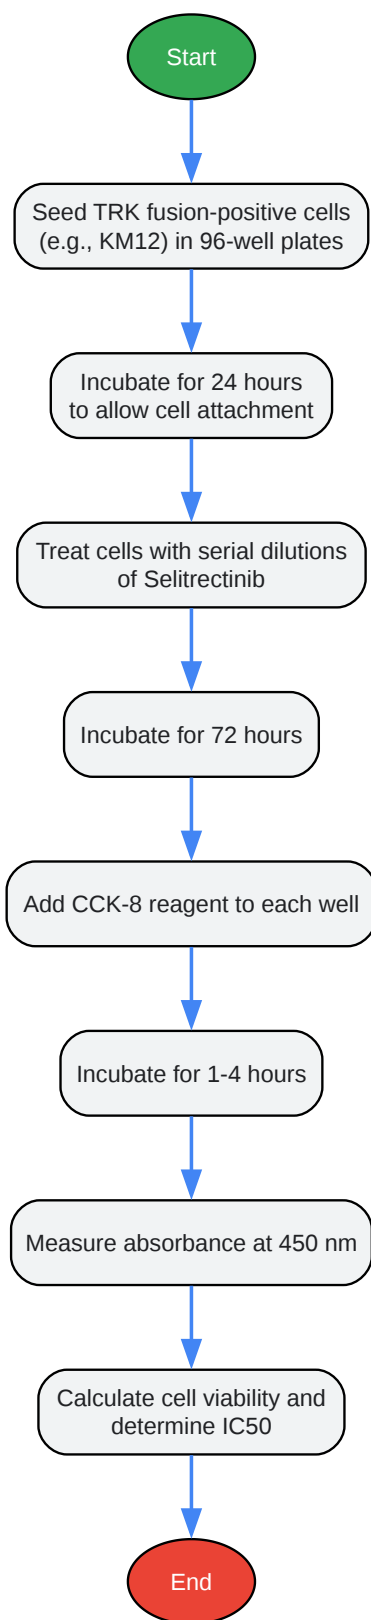 Start
Seed TRK fusion-positive cells
(e.g., KM12) in 96-well plates
Incubate for 24 hours
to allow cell attachment
Treat cells with serial dilutions
of Selitrectinib
Incubate for 72 hours
Add CCK-8 reagent to each well
Incubate for 1-4 hours
Measure absorbance at 450 nm
Calculate cell viability and
determine IC50
End